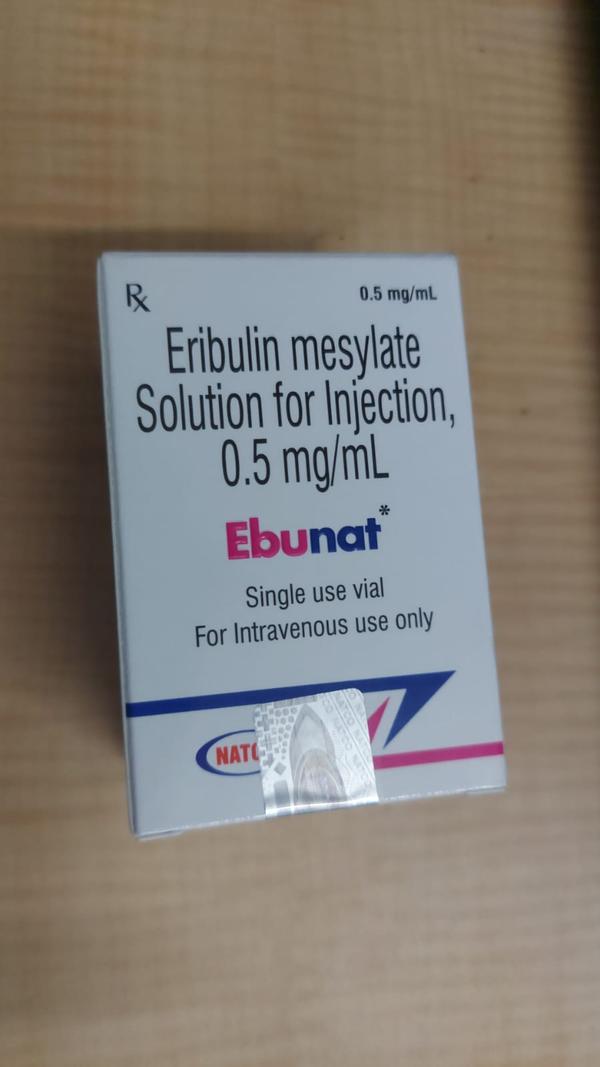 Rx 0.5 mg/mL
Eribulin mesylate
Solution for Injection,
0.5 mg/mL
Ebunat*
Single use vial
For Intravenous use only
NATCO